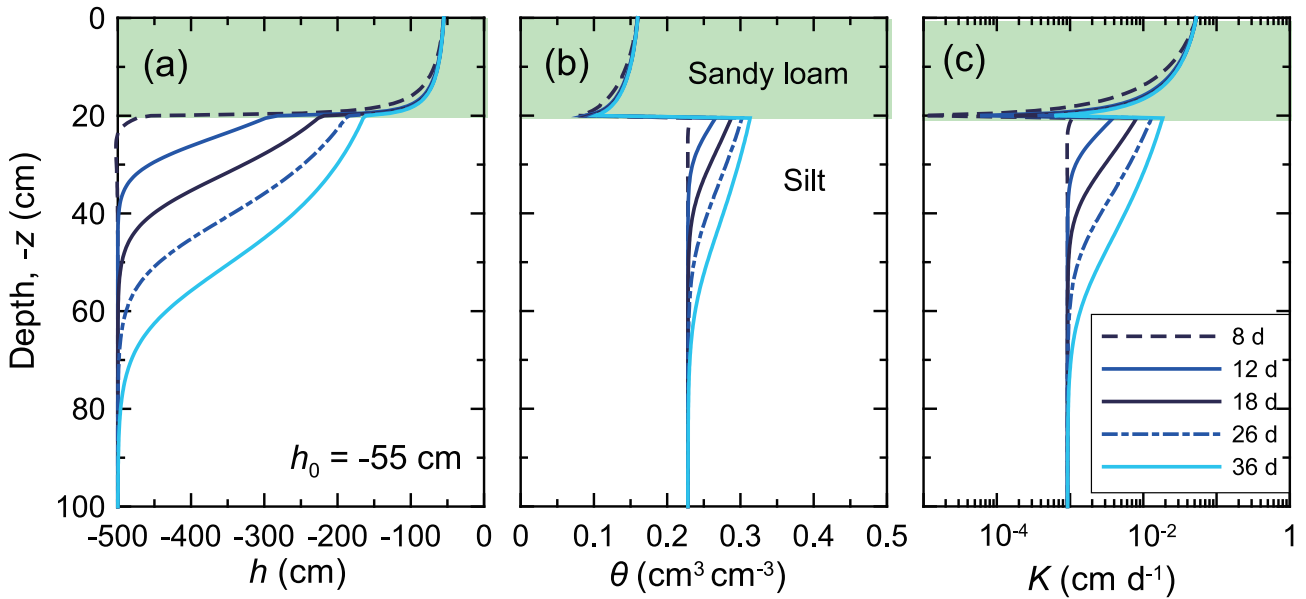 (a)
(b)
(c)
Sandy loam
Silt
0
20
40
60
80
100
Depth, -z (cm)
h₀ = -55 cm
-500 -400 -300 -200 -100 0
h (cm)
0 0.1 0.2 0.3 0.4 0.5
θ (cm³ cm⁻³)
10⁻⁴ 10⁻² 1
K (cm d⁻¹)
8 d
12 d
18 d
26 d
36 d